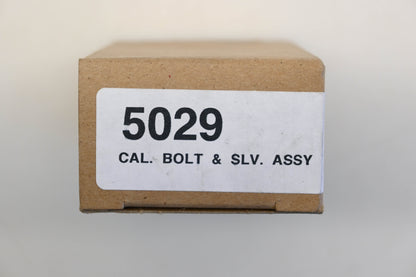 5029
CAL. BOLT & SLV. ASSY